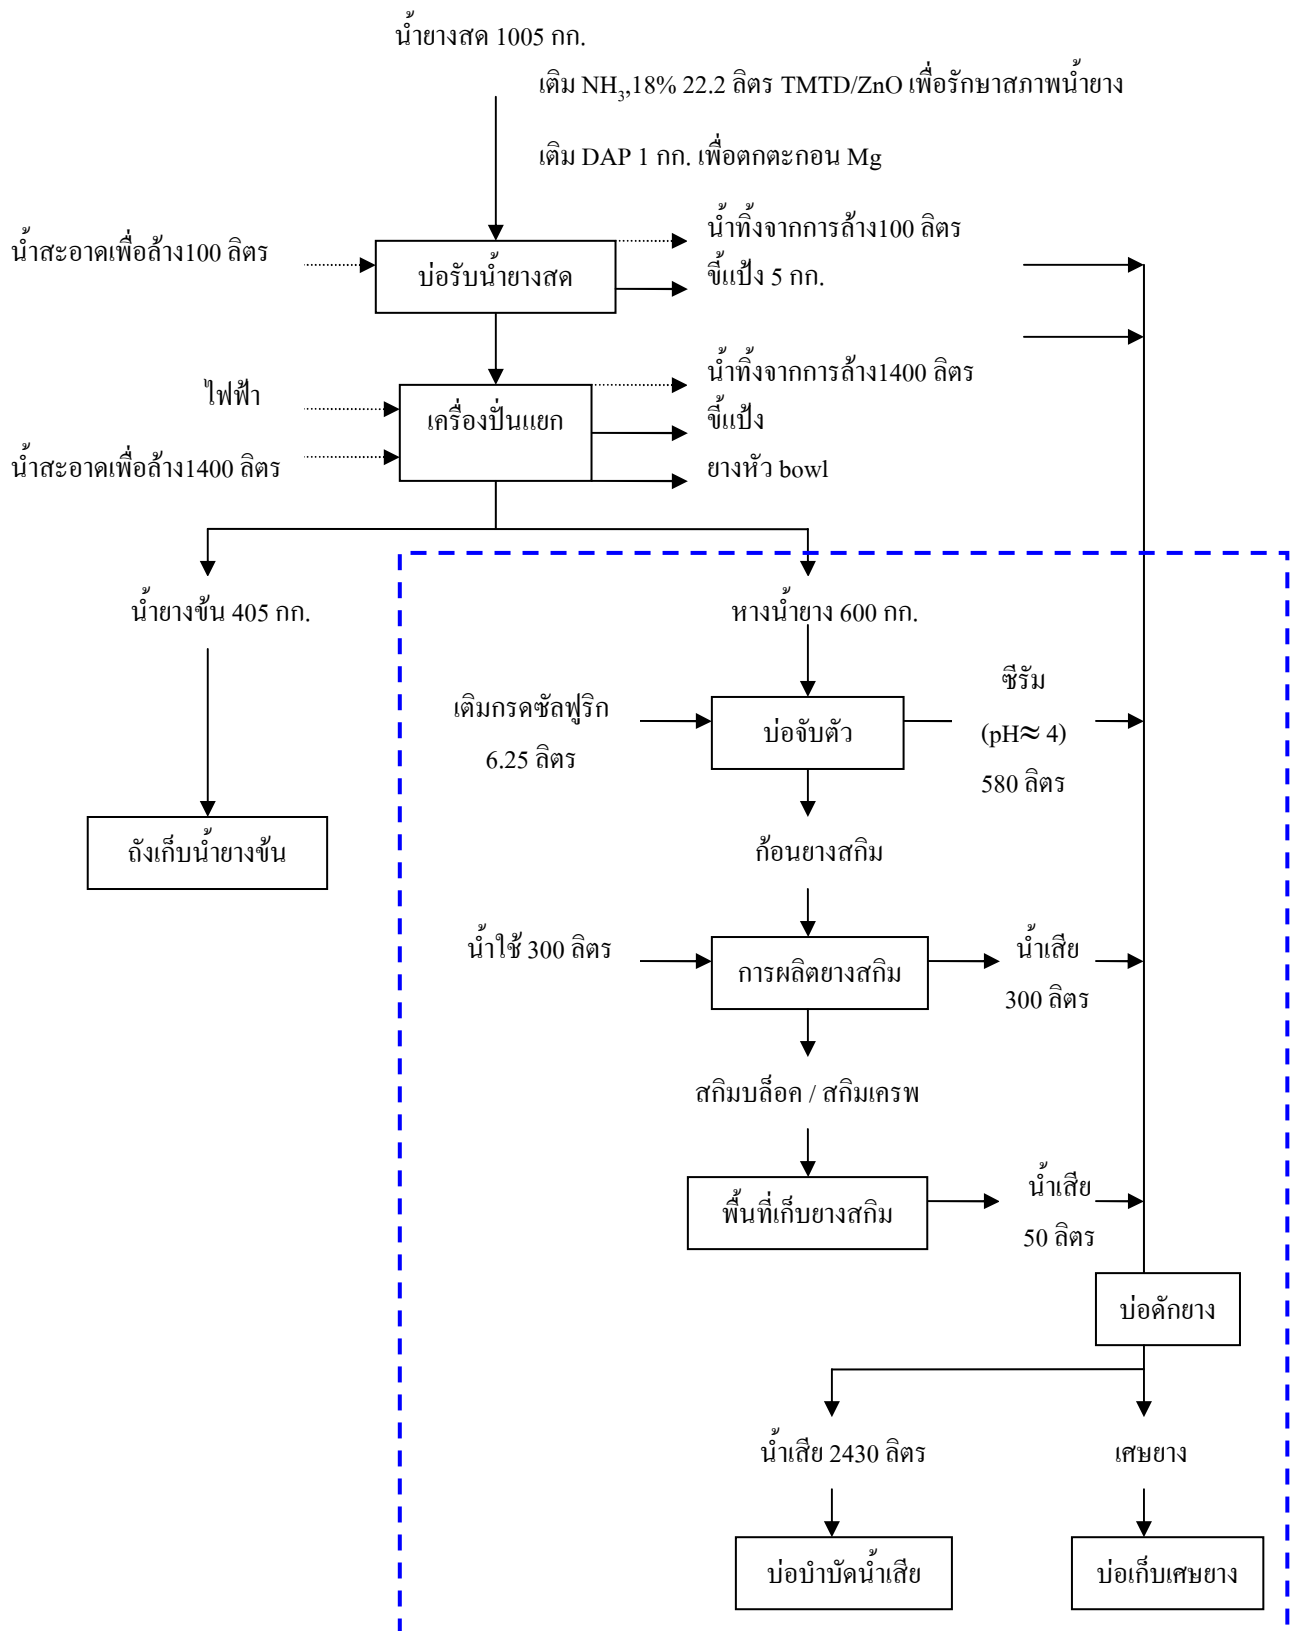 น้ำยางสด 1005 กก.
เติม NH3,18% 22.2 ลิตร TMTD/ZnO เพื่อรักษาสภาพน้ำยาง
เติม DAP 1 กก. เพื่อตกตะกอน Mg
น้ำสะอาดเพื่อล้าง100 ลิตร
บ่อรับน้ำยางสด
น้ำทิ้งจากการล้าง100 ลิตร
ขี้แป้ง 5 กก.
ไฟฟ้า
น้ำสะอาดเพื่อล้าง1400 ลิตร
เครื่องปั่นแยก
น้ำทิ้งจากการล้าง1400 ลิตร
ขี้แป้ง
ยางหัว bowl
น้ำยางข้น 405 กก.
หางน้ำยาง 600 กก.
เติมกรดซัลฟูริก
6.25 ลิตร
บ่อจับตัว
ซีรัม
(pH≈ 4)
580 ลิตร
ถังเก็บน้ำยางข้น
ก้อนยางสกิม
น้ำใช้ 300 ลิตร
การผลิตยางสกิม
น้ำเสีย
300 ลิตร
สกิมบล็อค / สกิมเครพ
พื้นที่เก็บยางสกิม
น้ำเสีย
50 ลิตร
บ่อดักยาง
น้ำเสีย 2430 ลิตร
เศษยาง
บ่อบำบัดน้ำเสีย
บ่อเก็บเศษยาง